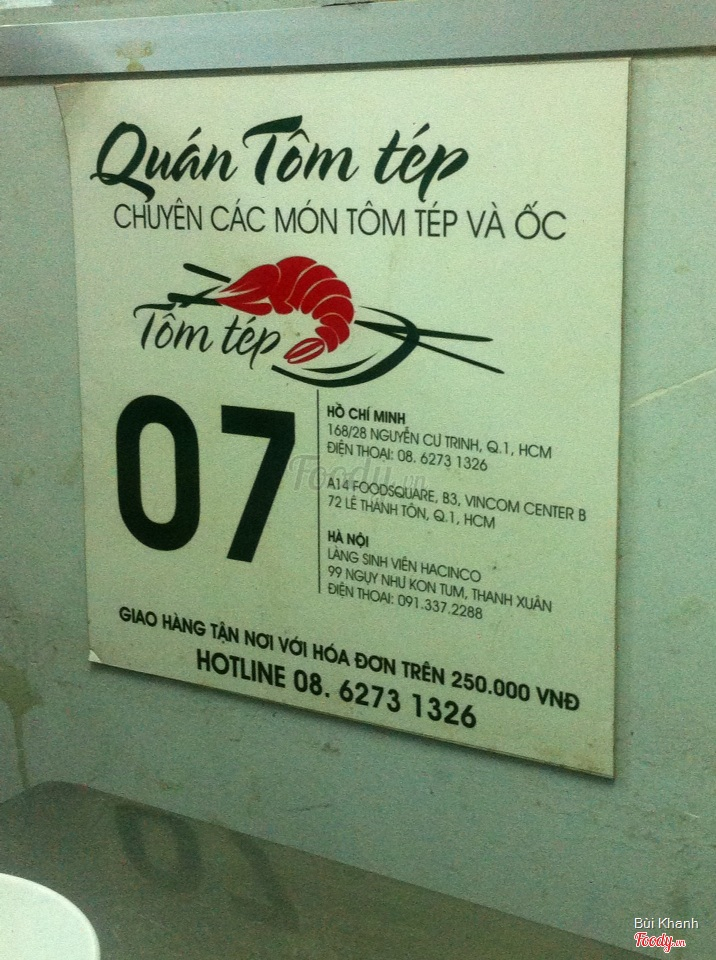 Quán Tôm tép
CHUYÊN CÁC MÓN TÔM TÉP VÀ ỐC
Tôm tép
07
HỒ CHÍ MINH
168/28 NGUYỄN CƯ TRINH, Q.1, HCM
ĐIỆN THOẠI: 08. 6273 1326
A14 FOODSQUARE, B3, VINCOM CENTER B
72 LÊ THÁNH TÔN, Q.1, HCM
HÀ NỘI
LÀNG SINH VIÊN HACINCO
99 NGỤY NHƯ KON TUM, THANH XUÂN
ĐIỆN THOẠI: 091.337.2288
GIAO HÀNG TẬN NƠI VỚI HÓA ĐƠN TRÊN 250.000 VNĐ
HOTLINE 08. 6273 1326
Foody.vn
Bùi Khanh
Foody.vn